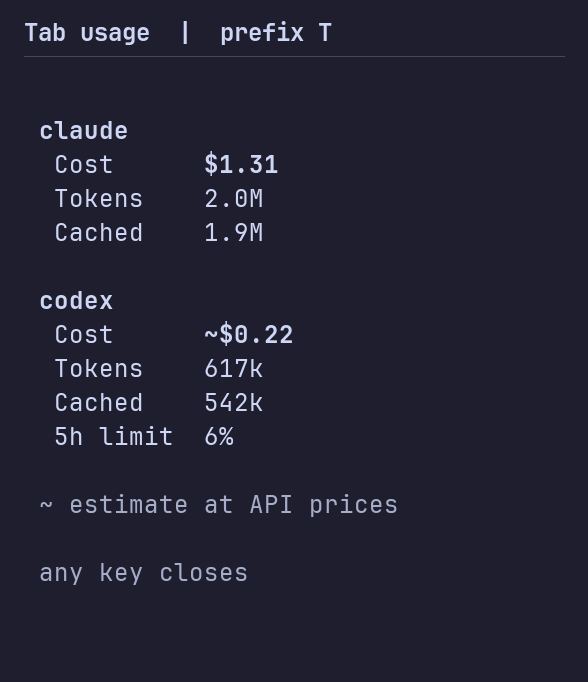 Tab usage | prefix T
claude
Cost $1.31
Tokens 2.0M
Cached 1.9M
codex
Cost ~$0.22
Tokens 617k
Cached 542k
5h limit 6%
~ estimate at API prices
any key closes